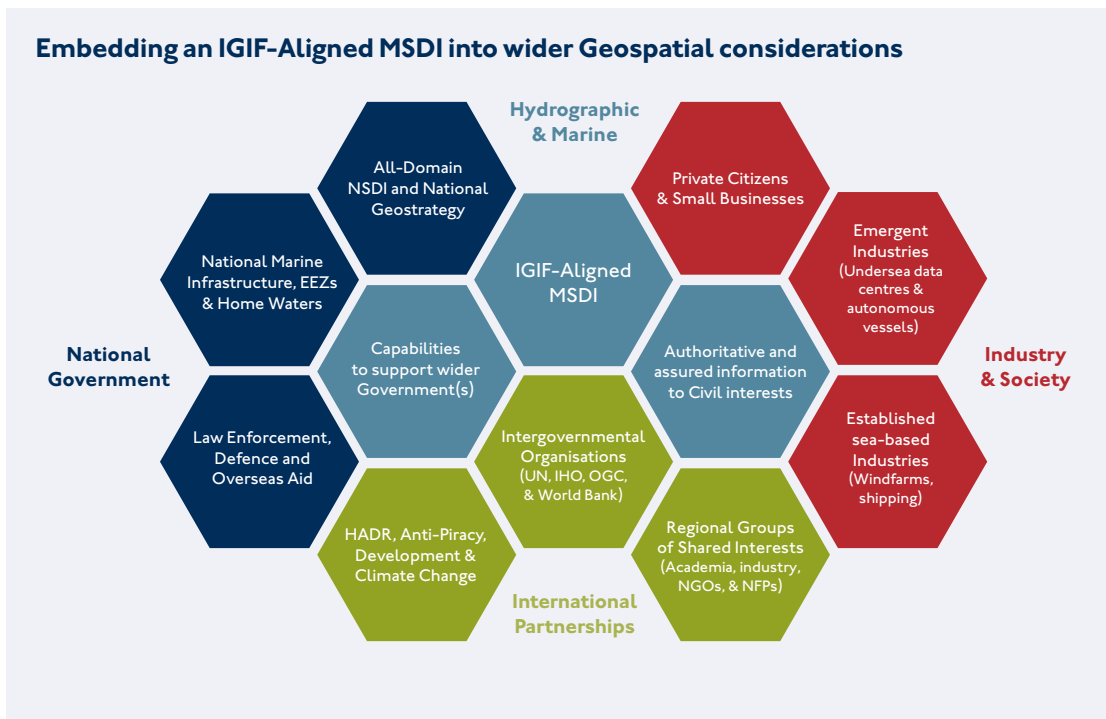 Embedding an IGIF-Aligned MSDI into wider Geospatial considerations
Hydrographic
& Marine
All-Domain
NSDI and National
Geostrategy
Private Citizens
& Small Businesses
National Marine
Infrastructure, EEZs
& Home Waters
IGIF-Aligned
MSDI
Emergent
Industries
(Undersea data
centres &
autonomous
vessels)
National
Government
Capabilities
to support wider
Government(s)
Authoritative and
assured information
to Civil interests
Industry
& Society
Law Enforcement,
Defence and
Overseas Aid
Intergovernmental
Organisations
(UN, IHO, OGC,
& World Bank)
Established
sea-based
Industries
(Windfarms,
shipping)
HADR, Anti-Piracy,
Development &
Climate Change
Regional Groups
of Shared Interests
(Academia, industry,
NGOs, & NFPs)
International
Partnerships